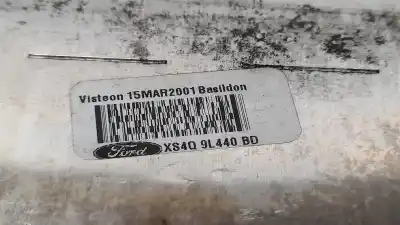 Visteon 15MAR2001 Basildon
Ford XS4Q 9L440 BD